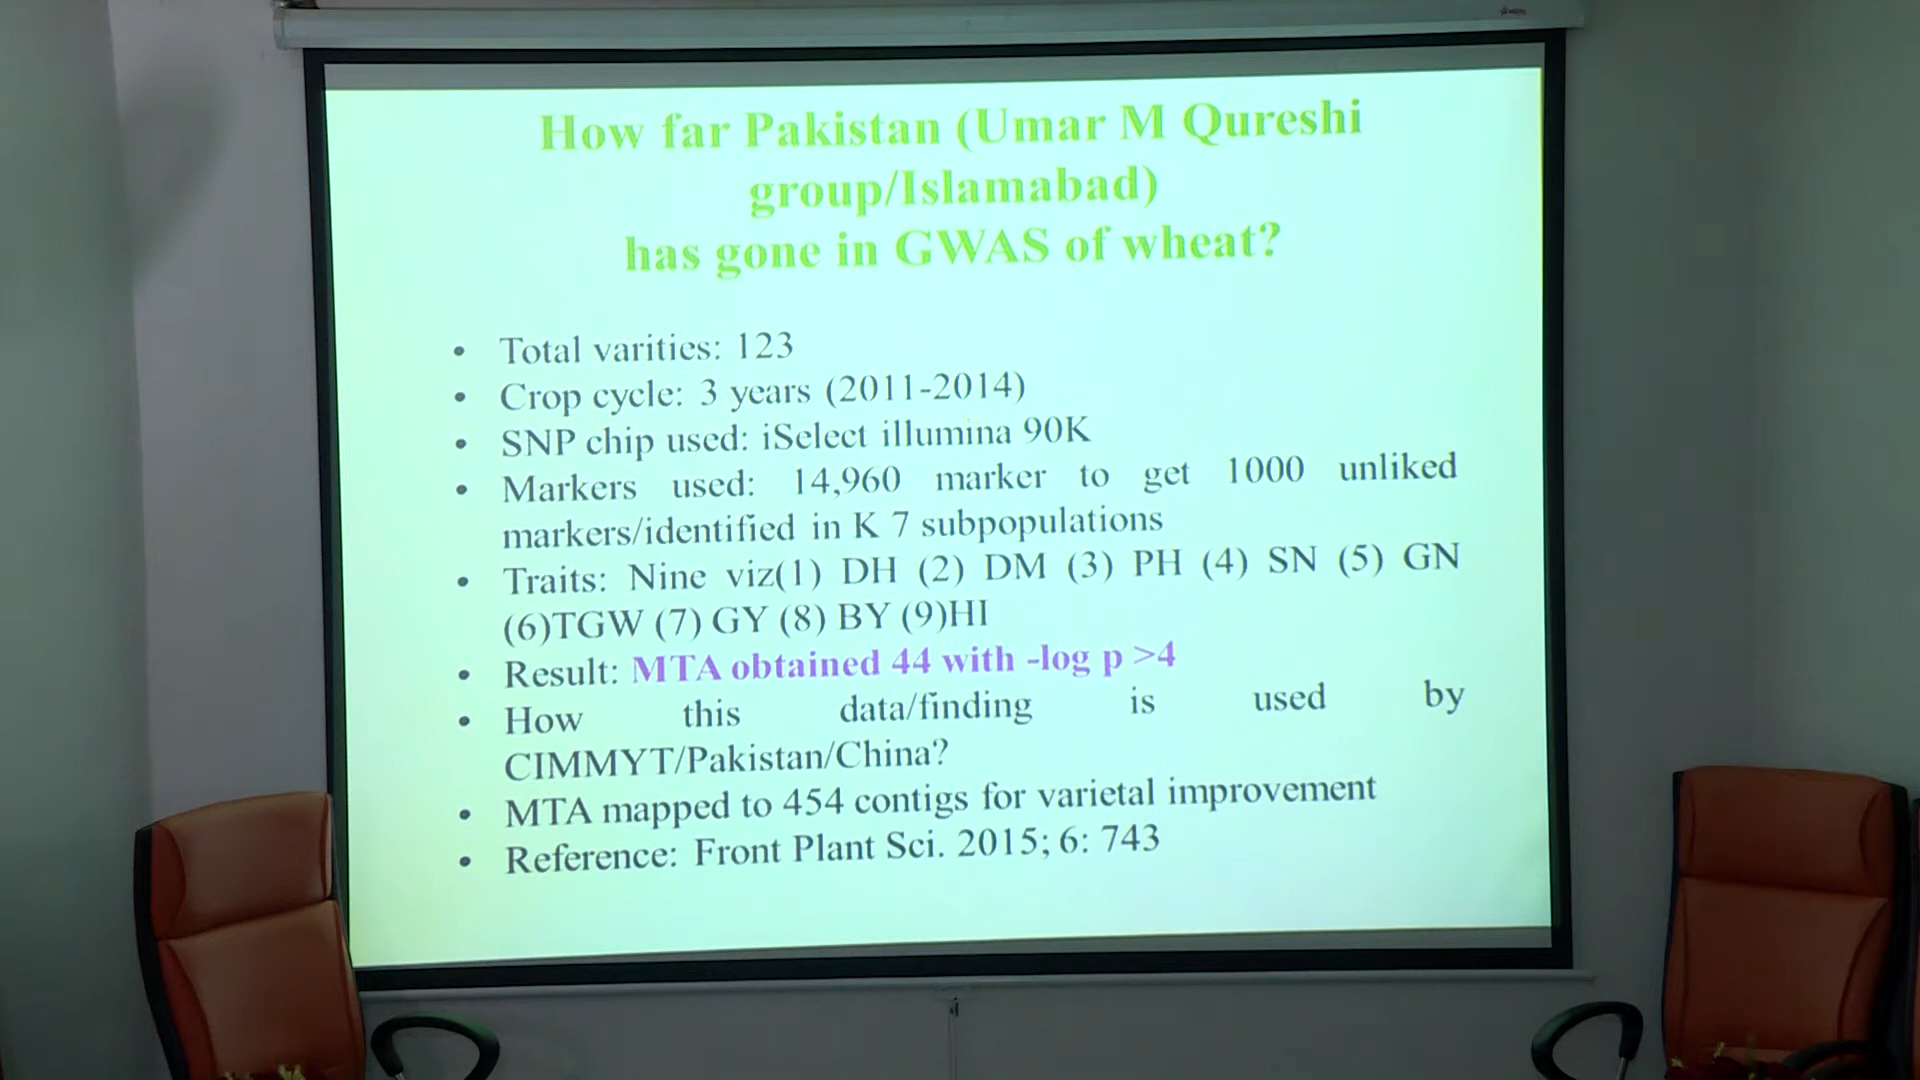 How far Pakistan (Umar M Qureshi
group/Islamabad)
has gone in GWAS of wheat?
• Total varities: 123
• Crop cycle: 3 years (2011-2014)
• SNP chip used: iSelect illumina 90K
• Markers used: 14,960 marker to get 1000 unliked
markers/identified in K 7 subpopulations
• Traits: Nine viz(1) DH (2) DM (3) PH (4) SN (5) GN
(6)TGW (7) GY (8) BY (9)HI
• Result: MTA obtained 44 with -log p >4
• How this data/finding is used by
CIMMYT/Pakistan/China?
• MTA mapped to 454 contigs for varietal improvement
• Reference: Front Plant Sci. 2015; 6: 743